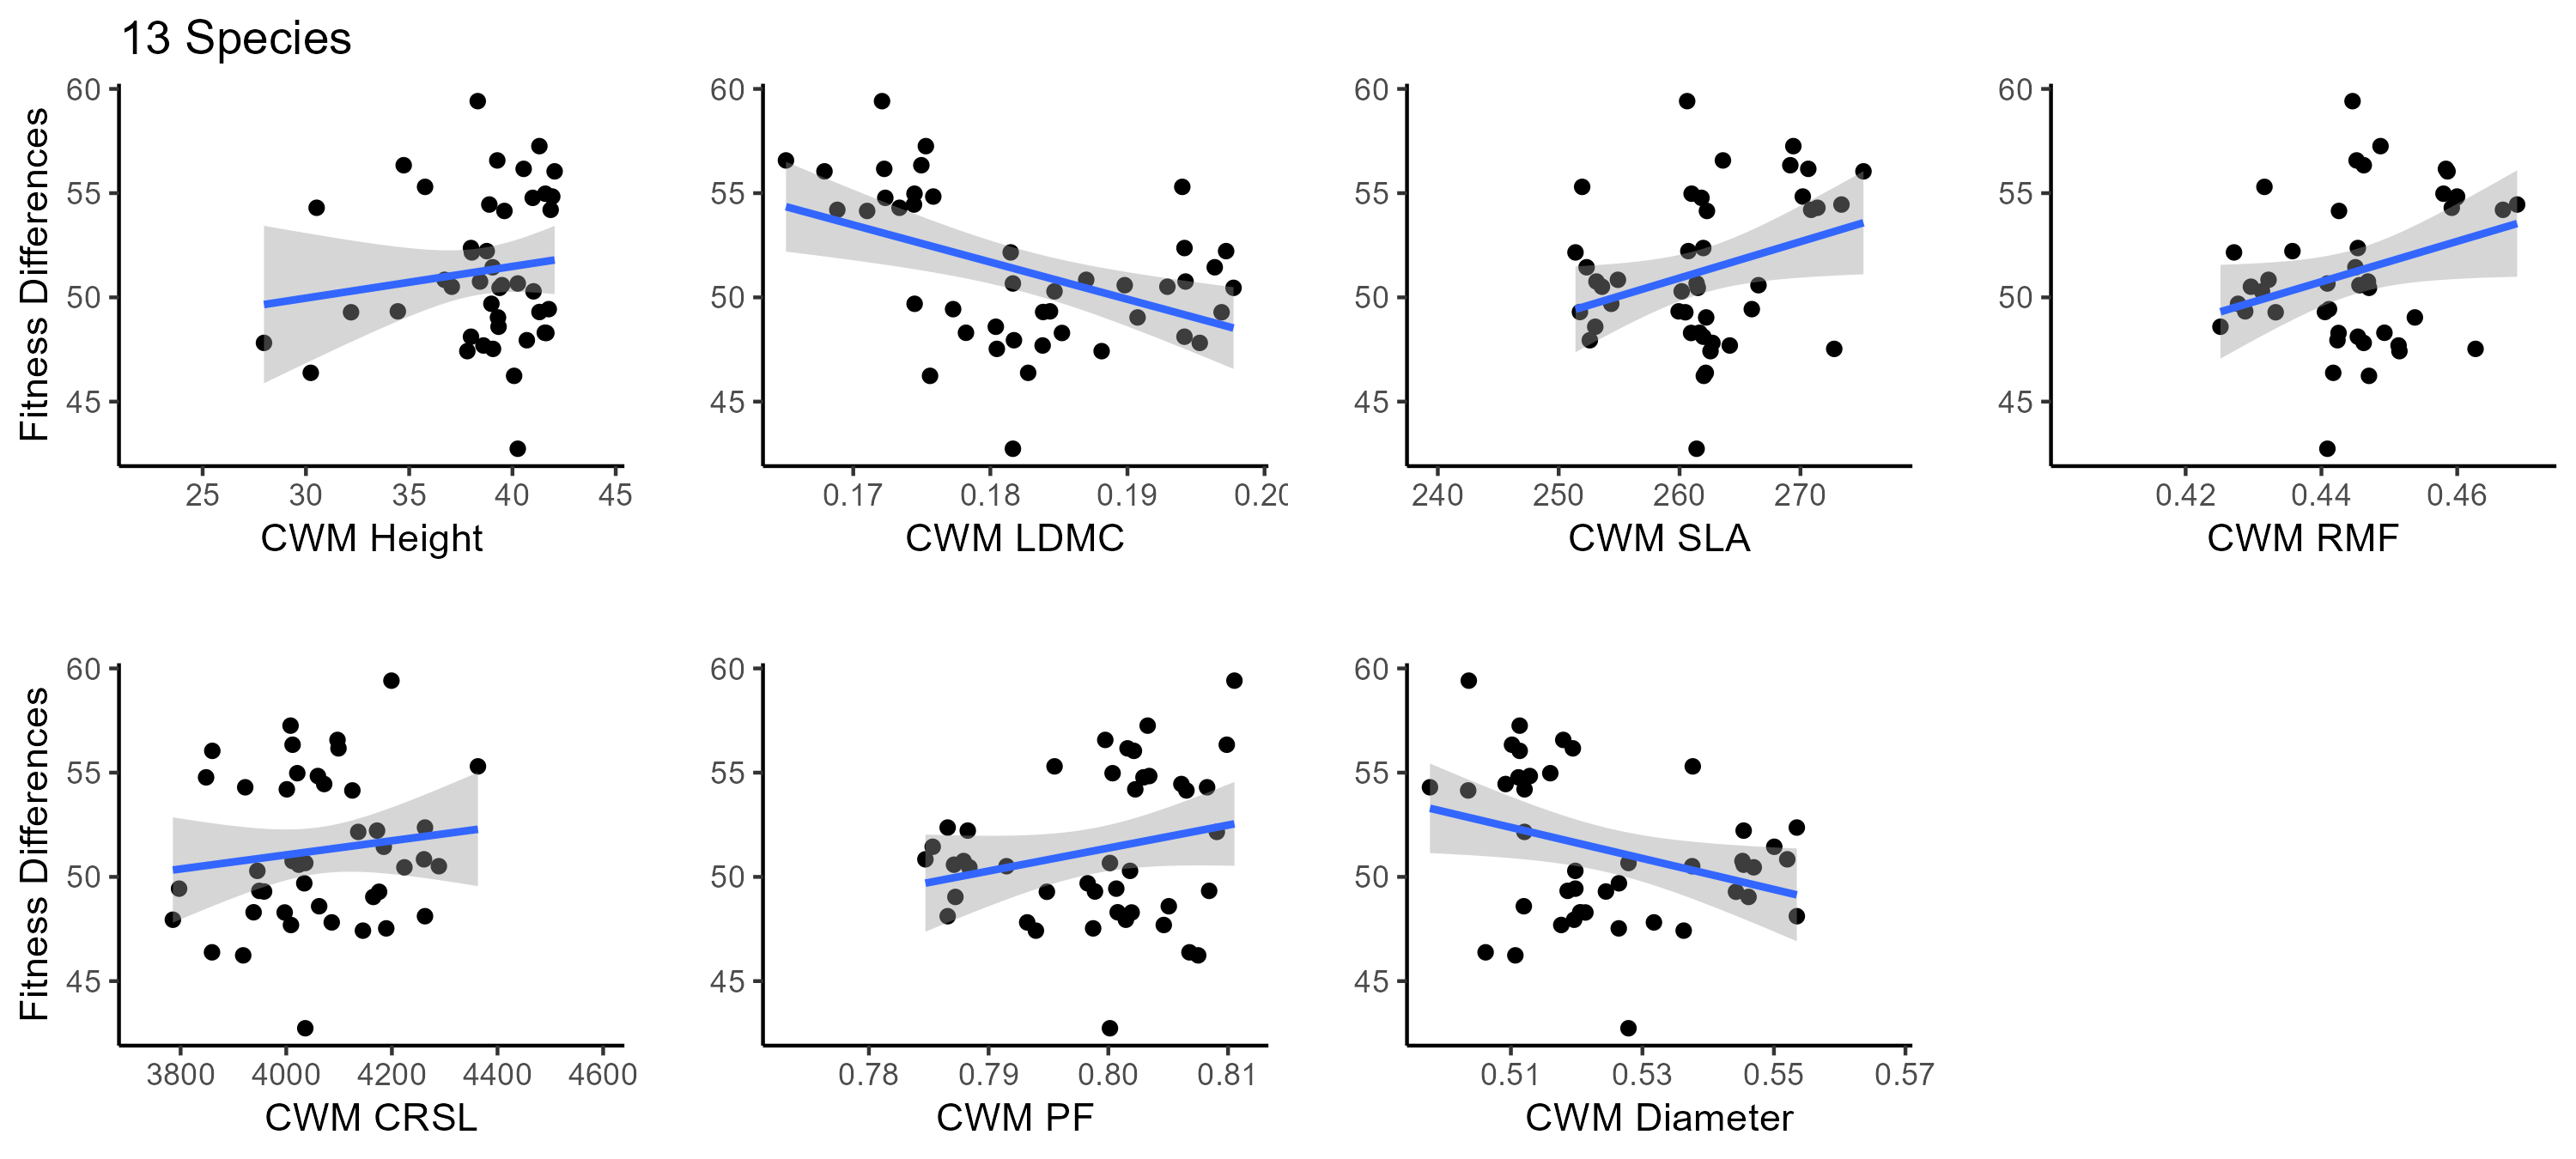 13 Species
Fitness Differences
60
55
50
45
25 30 35 40 45
CWM Height
60
55
50
45
0.17 0.18 0.19 0.20
CWM LDMC
60
55
50
45
240 250 260 270
CWM SLA
60
55
50
45
0.42 0.44 0.46
CWM RMF
Fitness Differences
60
55
50
45
3800 4000 4200 4400 4600
CWM CRSL
60
55
50
45
0.78 0.79 0.80 0.81
CWM PF
60
55
50
45
0.51 0.53 0.55 0.57
CWM Diameter